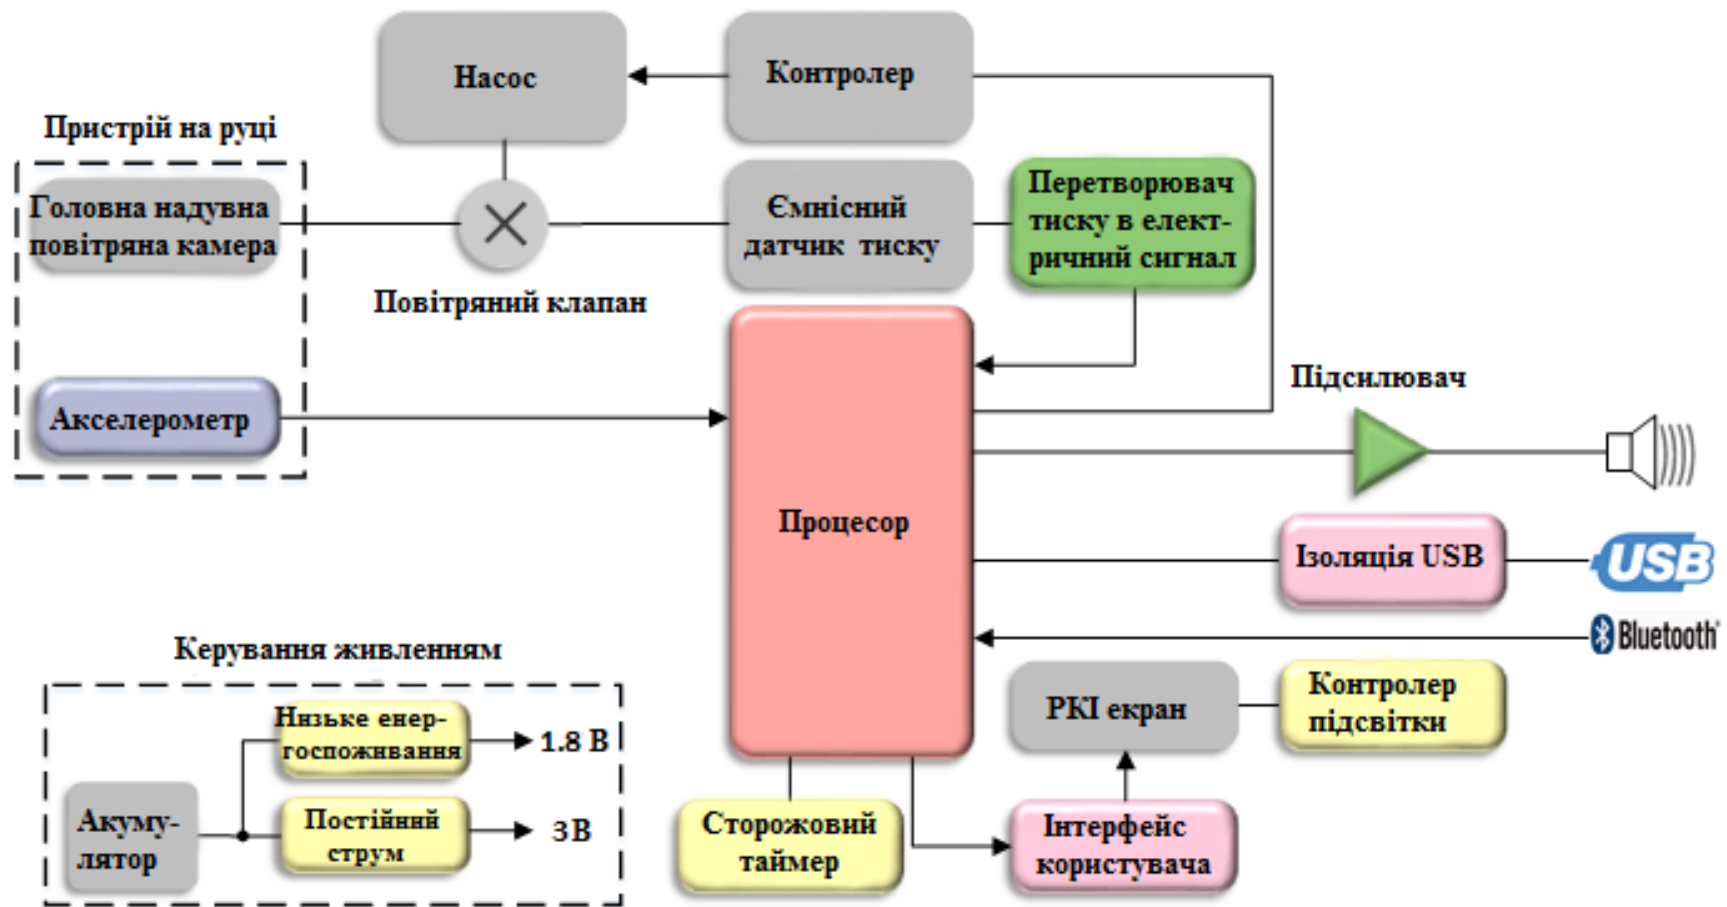 Насос
Контролер
Пристрій на руці
Головна надувна
повітряна камера
Ємнісний
датчик тиску
Перетворювач
тиску в елект-
ричний сигнал
Повітряний клапан
Акселерометр
Підсилювач
Процесор
Ізоляція USB
USB
Bluetooth
Керування живленням
Низьке енер-
госпоживання
1.8 В
Акуму-
лятор
Постійний
струм
3В
РКІ екран
Контролер
підсвітки
Сторожовий
таймер
Інтерфейс
користувача